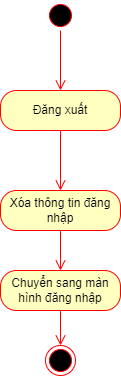 Đăng xuất
Xóa thông tin đăng
nhập
Chuyển sang màn
hình đăng nhập